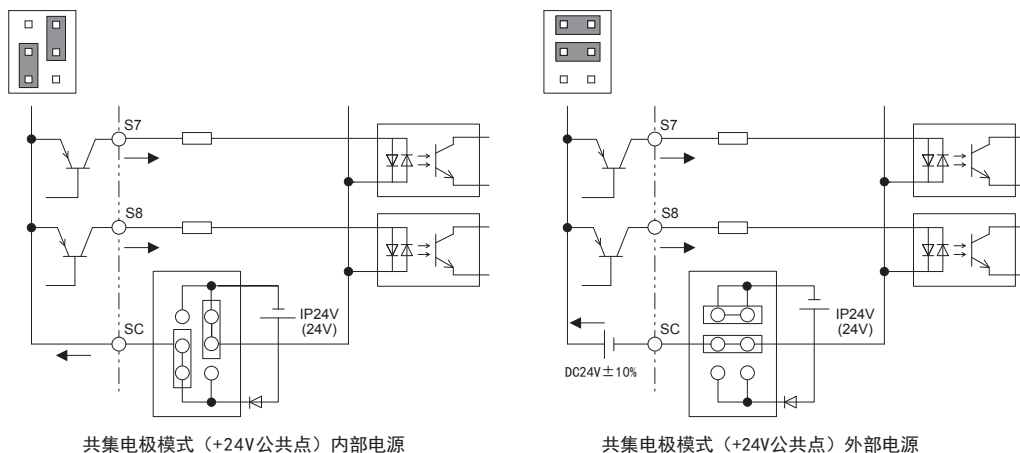 S7
S8
SC
IP24V
(24V)
共集电极模式（+24V公共点）内部电源
S7
S8
SC
IP24V
(24V)
DC24V±10%
共集电极模式（+24V公共点）外部电源